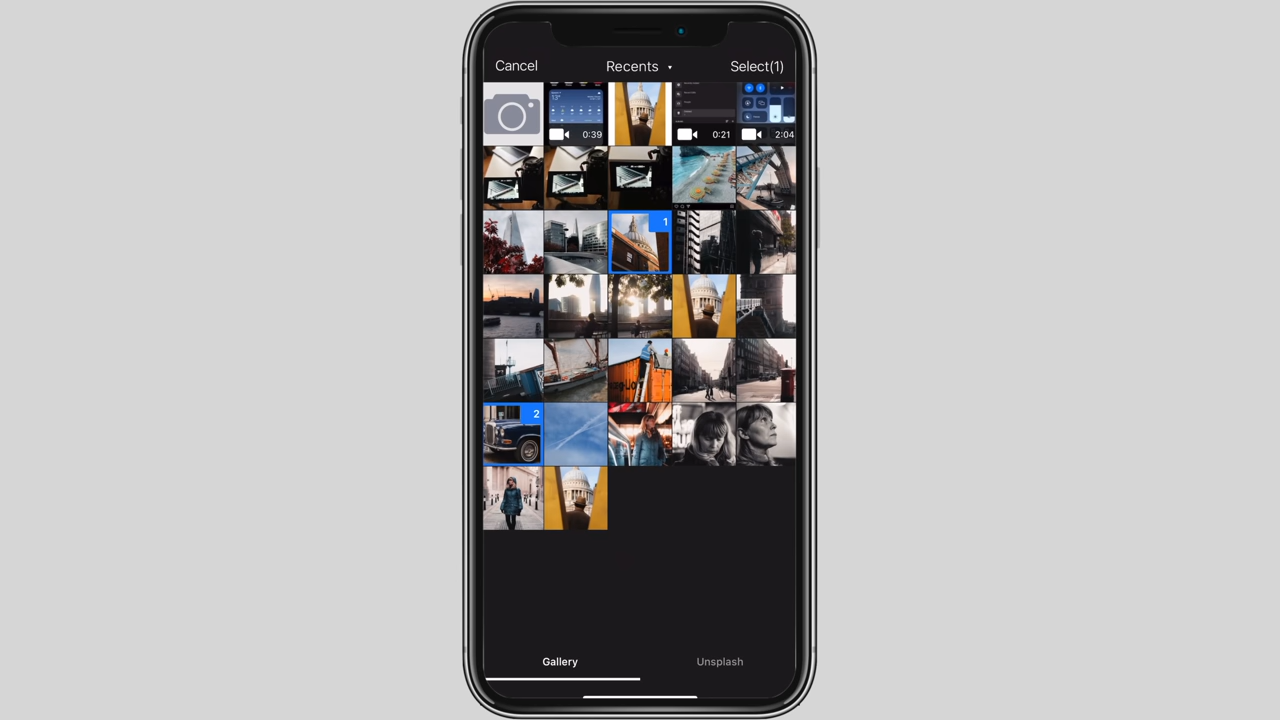 Cancel
Recents ▾
Select(1)
0:39
0:21
2:04
1
2
Gallery
Unsplash